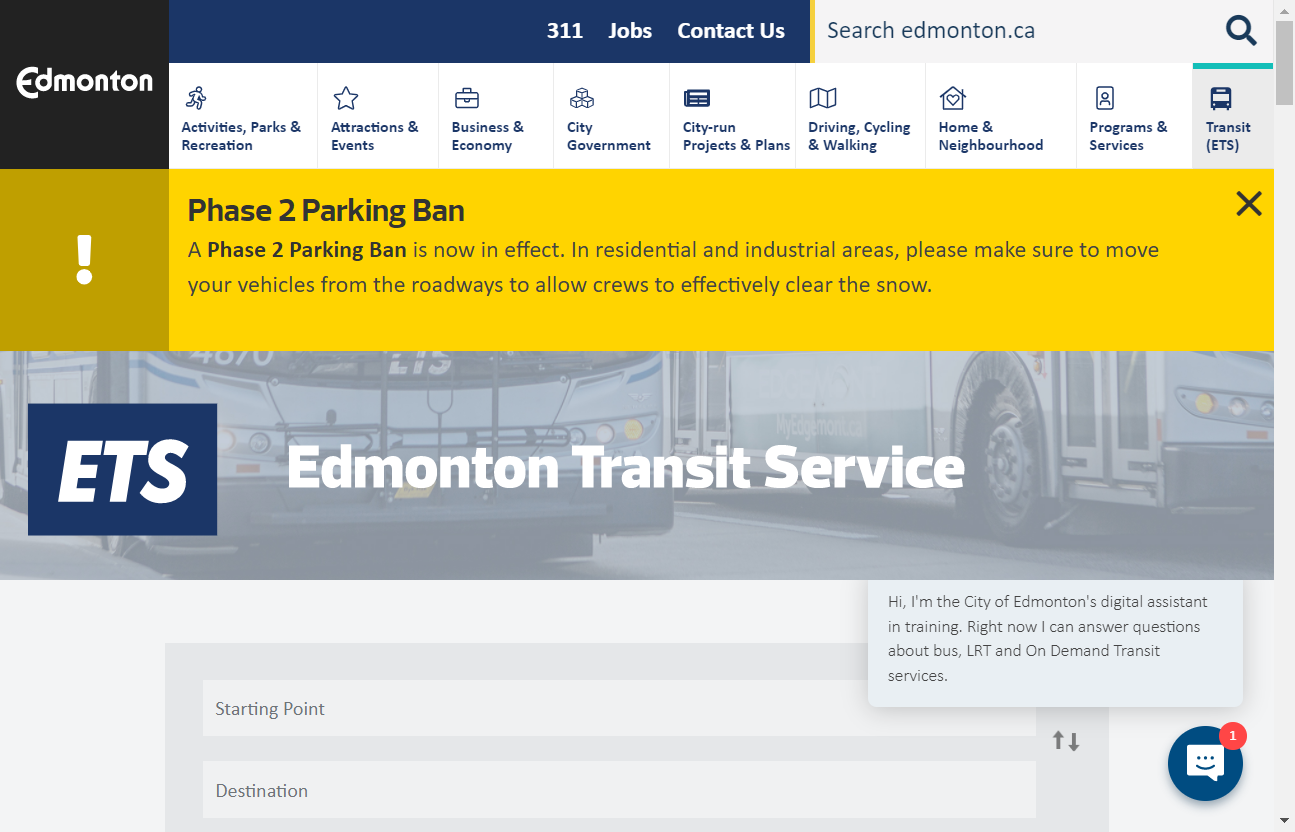 311 Jobs Contact Us
Search edmonton.ca
Edmonton
Activities, Parks &
Recreation
Attractions &
Events
Business &
Economy
City
Government
City-run
Projects & Plans
Driving, Cycling
& Walking
Home &
Neighbourhood
Programs &
Services
Transit
(ETS)
!
Phase 2 Parking Ban
A Phase 2 Parking Ban is now in effect. In residential and industrial areas, please make sure to move
your vehicles from the roadways to allow crews to effectively clear the snow.
4870
ETS
MyEdgemont.ca
ETS
Edmonton Transit Service
Hi, I'm the City of Edmonton's digital assistant
in training. Right now I can answer questions
about bus, LRT and On Demand Transit
services.
Starting Point
Destination
1